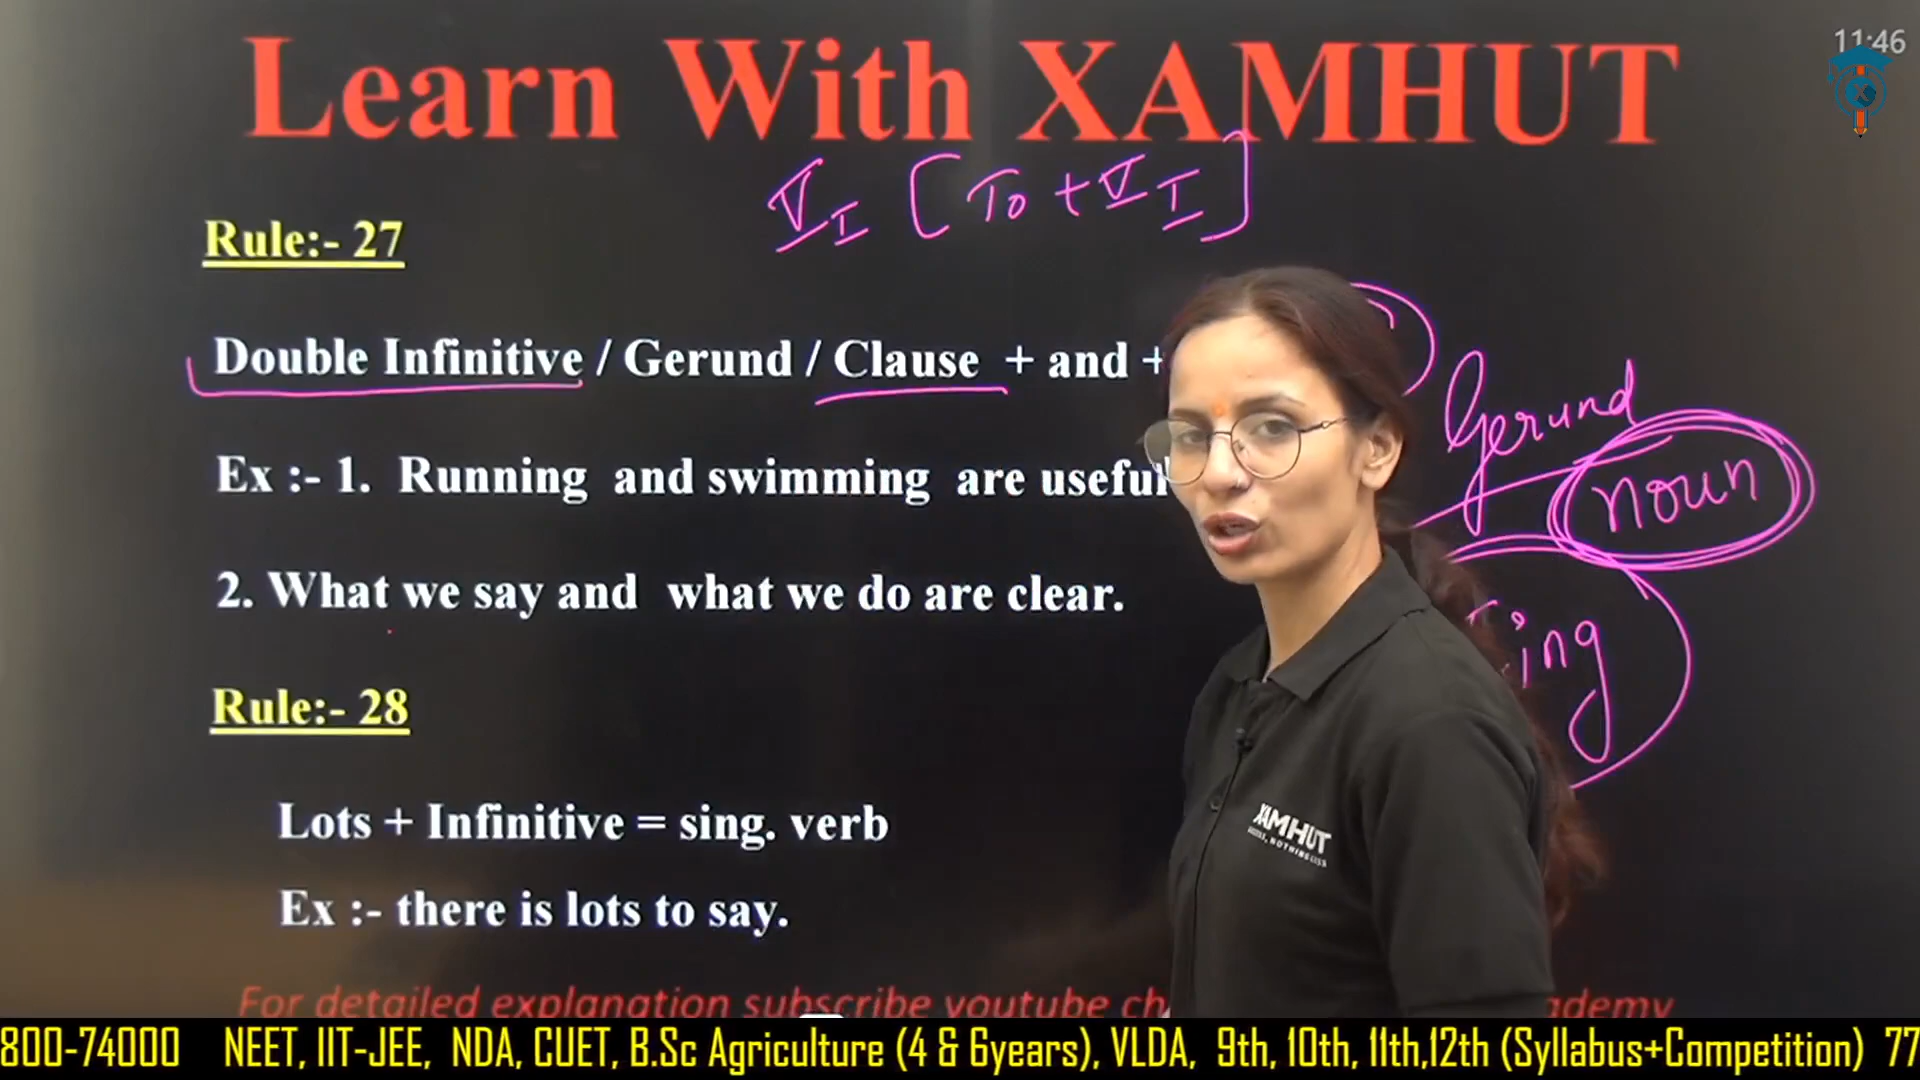 Learn With XAMHUT
11:46
V I [To + V I]
Rule:- 27
Double Infinitive / Gerund / Clause + and +
Gerund
noun
Ex :- 1. Running and swimming are useful
2. What we say and what we do are clear.
ing
Rule:- 28
Lots + Infinitive = sing. verb
XAMHUT
Ex :- there is lots to say.
For detailed explanation subscribe youtube ch ademy
800-74000 NEET, IIT-JEE, NDA, CUET, B.Sc Agriculture (4 & 6years), VLDA, 9th, 10th, 11th,12th (Syllabus+Competition) 77